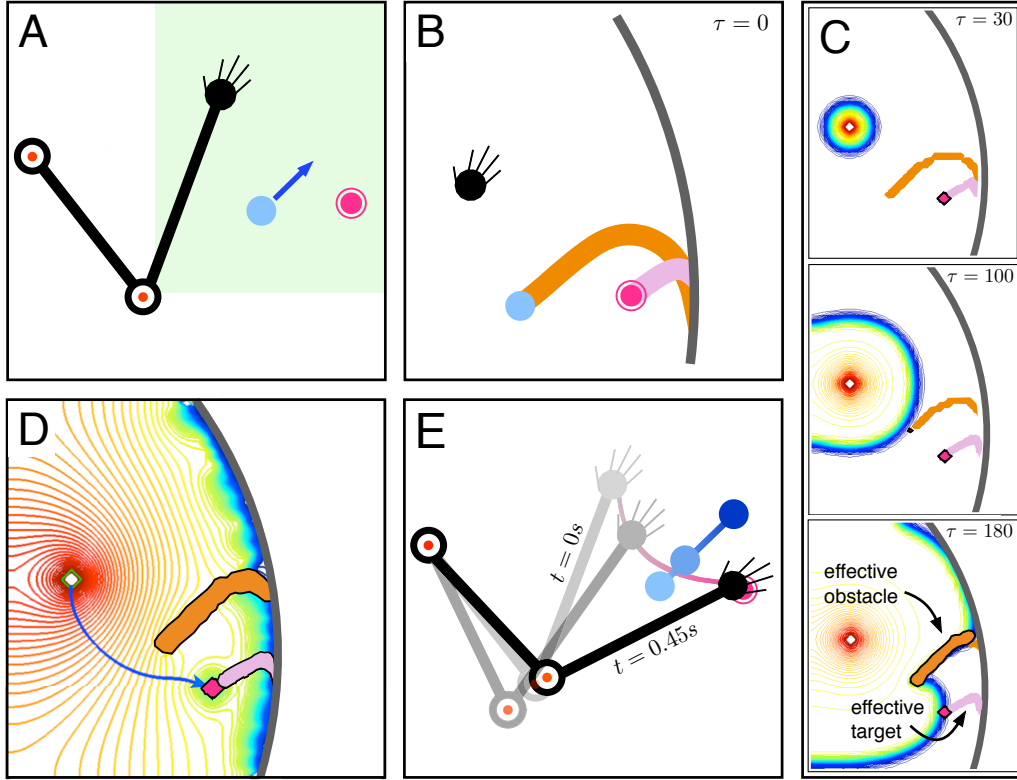 A
B
τ = 0
C
τ = 30
τ = 100
τ = 180
effective
obstacle
effective
target
D
E
t = 0s
t = 0.45s